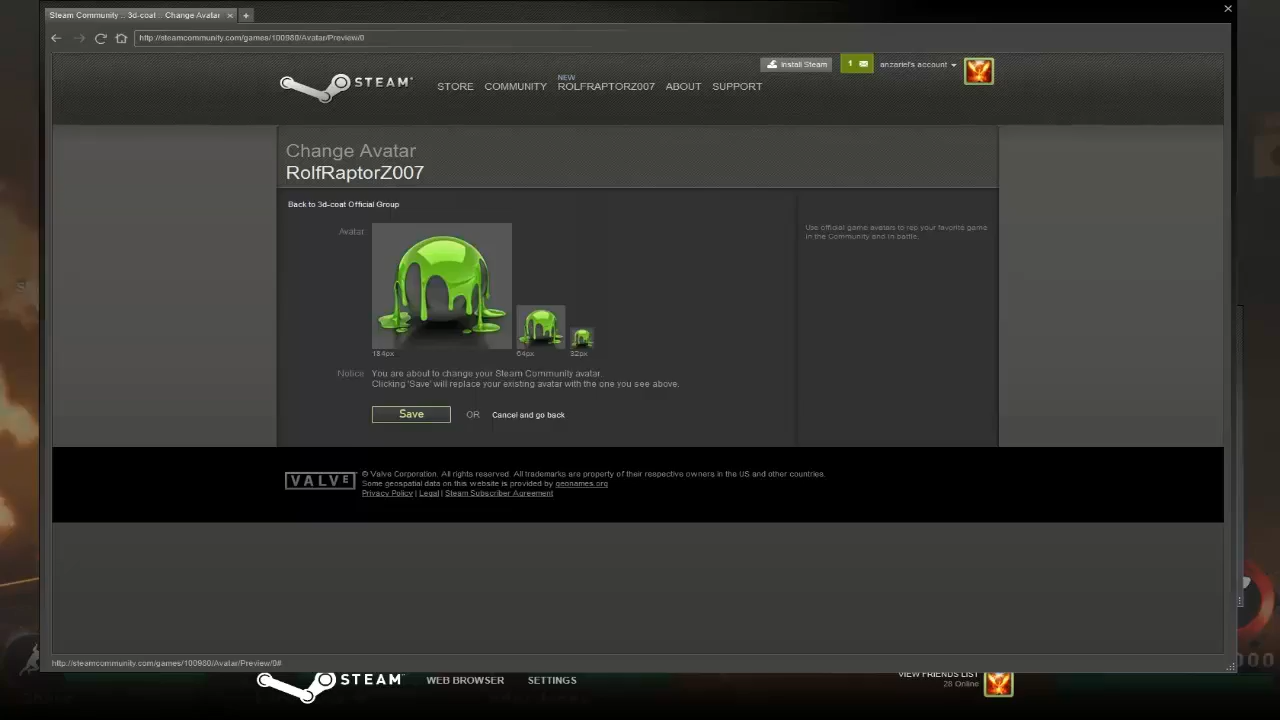 Steam Community :: 3d-coat :: Change Avatar
http://steamcommunity.com/games/100980/Avatar/Preview/0
STEAM
STORE
COMMUNITY
NEW
ROLFRAPTORZ007
ABOUT
SUPPORT
Install Steam
1
anzariel's account
Change Avatar
RolfRaptorZ007
Back to 3d-coat Official Group
Avatar
184px
64px
32px
Use official game avatars to rep your favorite game
in the Community and in battle.
Notice
You are about to change your Steam Community avatar.
Clicking 'Save' will replace your existing avatar with the one you see above.
Save
OR
Cancel and go back
VALVE
© Valve Corporation. All rights reserved. All trademarks are property of their respective owners in the US and other countries.
Some geospatial data on this website is provided by geonames.org
Privacy Policy | Legal | Steam Subscriber Agreement
http://steamcommunity.com/games/100980/Avatar/Preview/0#
STEAM
WEB BROWSER
SETTINGS
VIEW FRIENDS LIST
28 Online